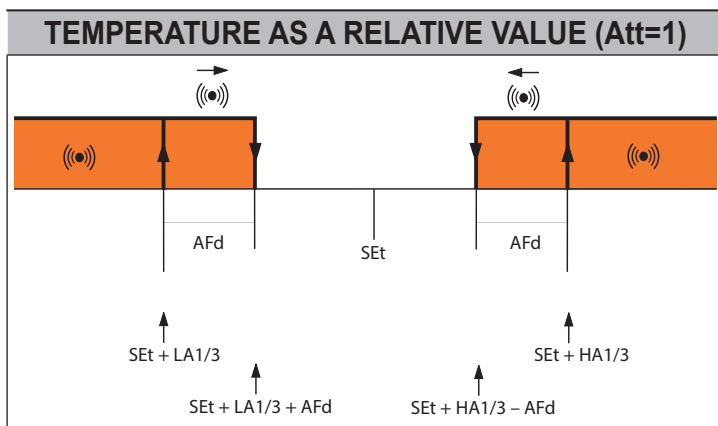 TEMPERATURE AS A RELATIVE VALUE (Att=1)
AFd
SEt
AFd
SEt + LA1/3
SEt + HA1/3
SEt + LA1/3 + AFd
SEt + HA1/3 – AFd